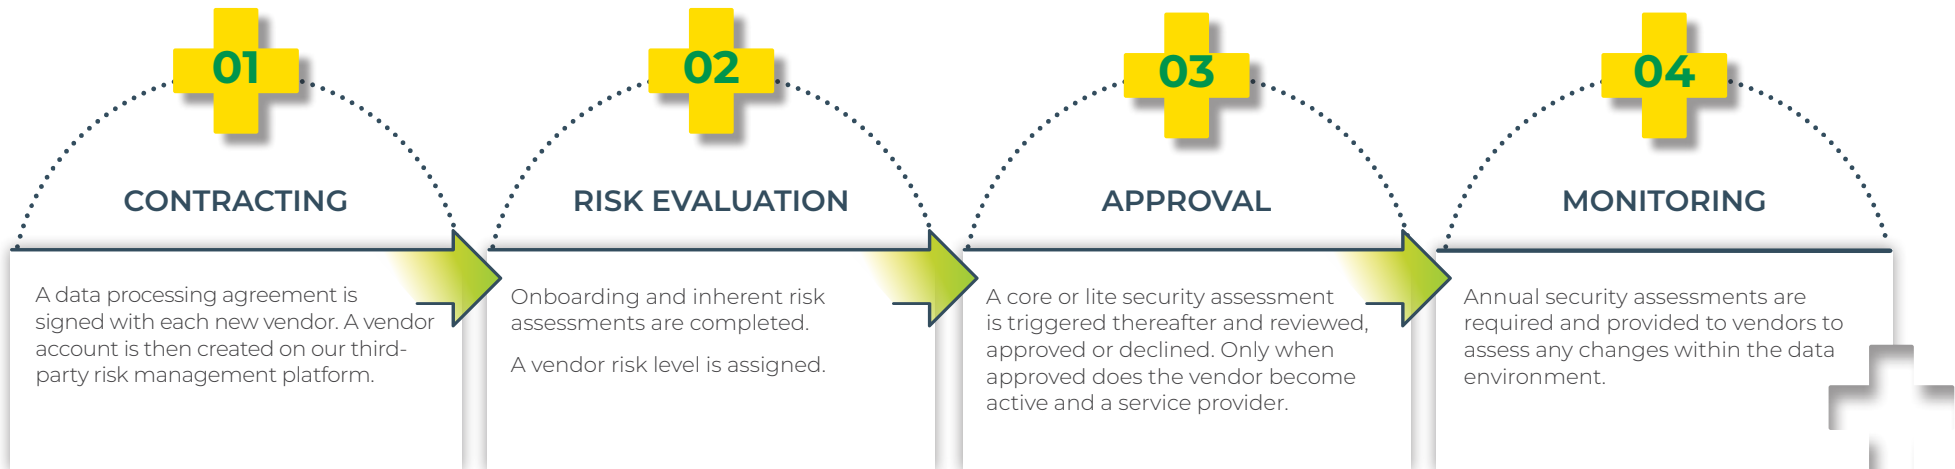 01
CONTRACTING
A data processing agreement is
signed with each new vendor. A vendor
account is then created on our third-
party risk management platform.
02
RISK EVALUATION
Onboarding and inherent risk
assessments are completed.
A vendor risk level is assigned.
03
APPROVAL
A core or lite security assessment
is triggered thereafter and reviewed,
approved or declined. Only when
approved does the vendor become
active and a service provider.
04
MONITORING
Annual security assessments are
required and provided to vendors to
assess any changes within the data
environment.